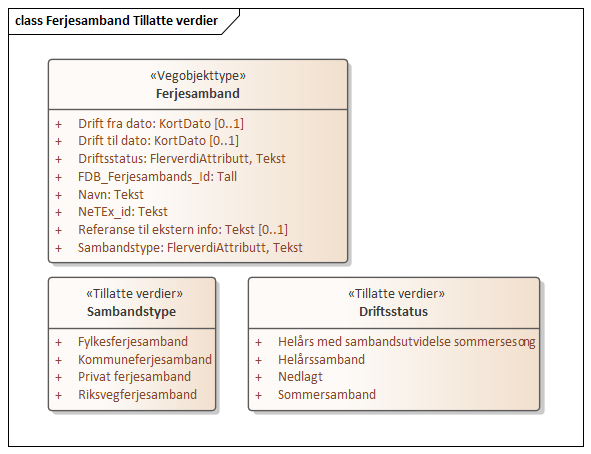 class Ferjesamband Tillatte verdier
«Vegobjekttype»
Ferjesamband
+ Drift fra dato: KortDato [0..1]
+ Drift til dato: KortDato [0..1]
+ Driftsstatus: FlerverdiAttributt, Tekst
+ FDB_Ferjesambands_Id: Tall
+ Navn: Tekst
+ NeTEx_id: Tekst
+ Referanse til ekstern info: Tekst [0..1]
+ Sambandstype: FlerverdiAttributt, Tekst
«Tillatte verdier»
Sambandstype
+ Fylkesferjesamband
+ Kommuneferjesamband
+ Privat ferjesamband
+ Riksvegferjesamband
«Tillatte verdier»
Driftsstatus
+ Helårs med sambandsutvidelse sommersesong
+ Helårssamband
+ Nedlagt
+ Sommersamband